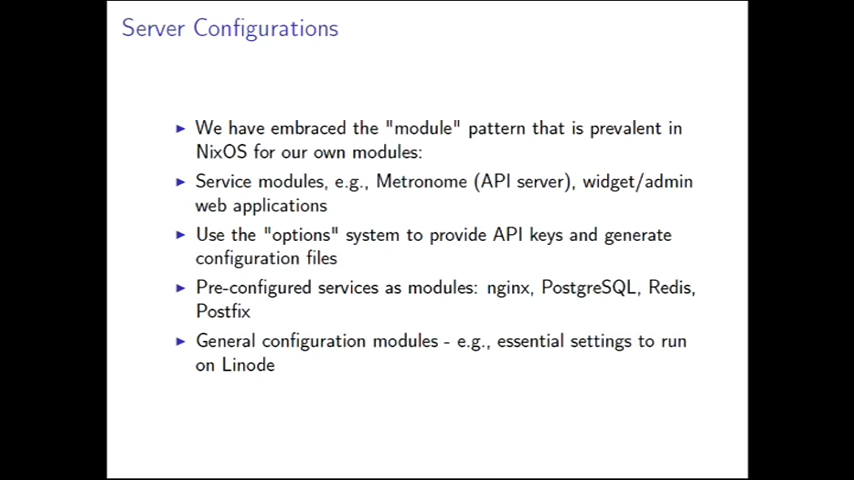 Server Configurations
▶ We have embraced the "module" pattern that is prevalent in
NixOS for our own modules:
▶ Service modules, e.g., Metronome (API server), widget/admin
web applications
▶ Use the "options" system to provide API keys and generate
configuration files
▶ Pre-configured services as modules: nginx, PostgreSQL, Redis,
Postfix
▶ General configuration modules - e.g., essential settings to run
on Linode